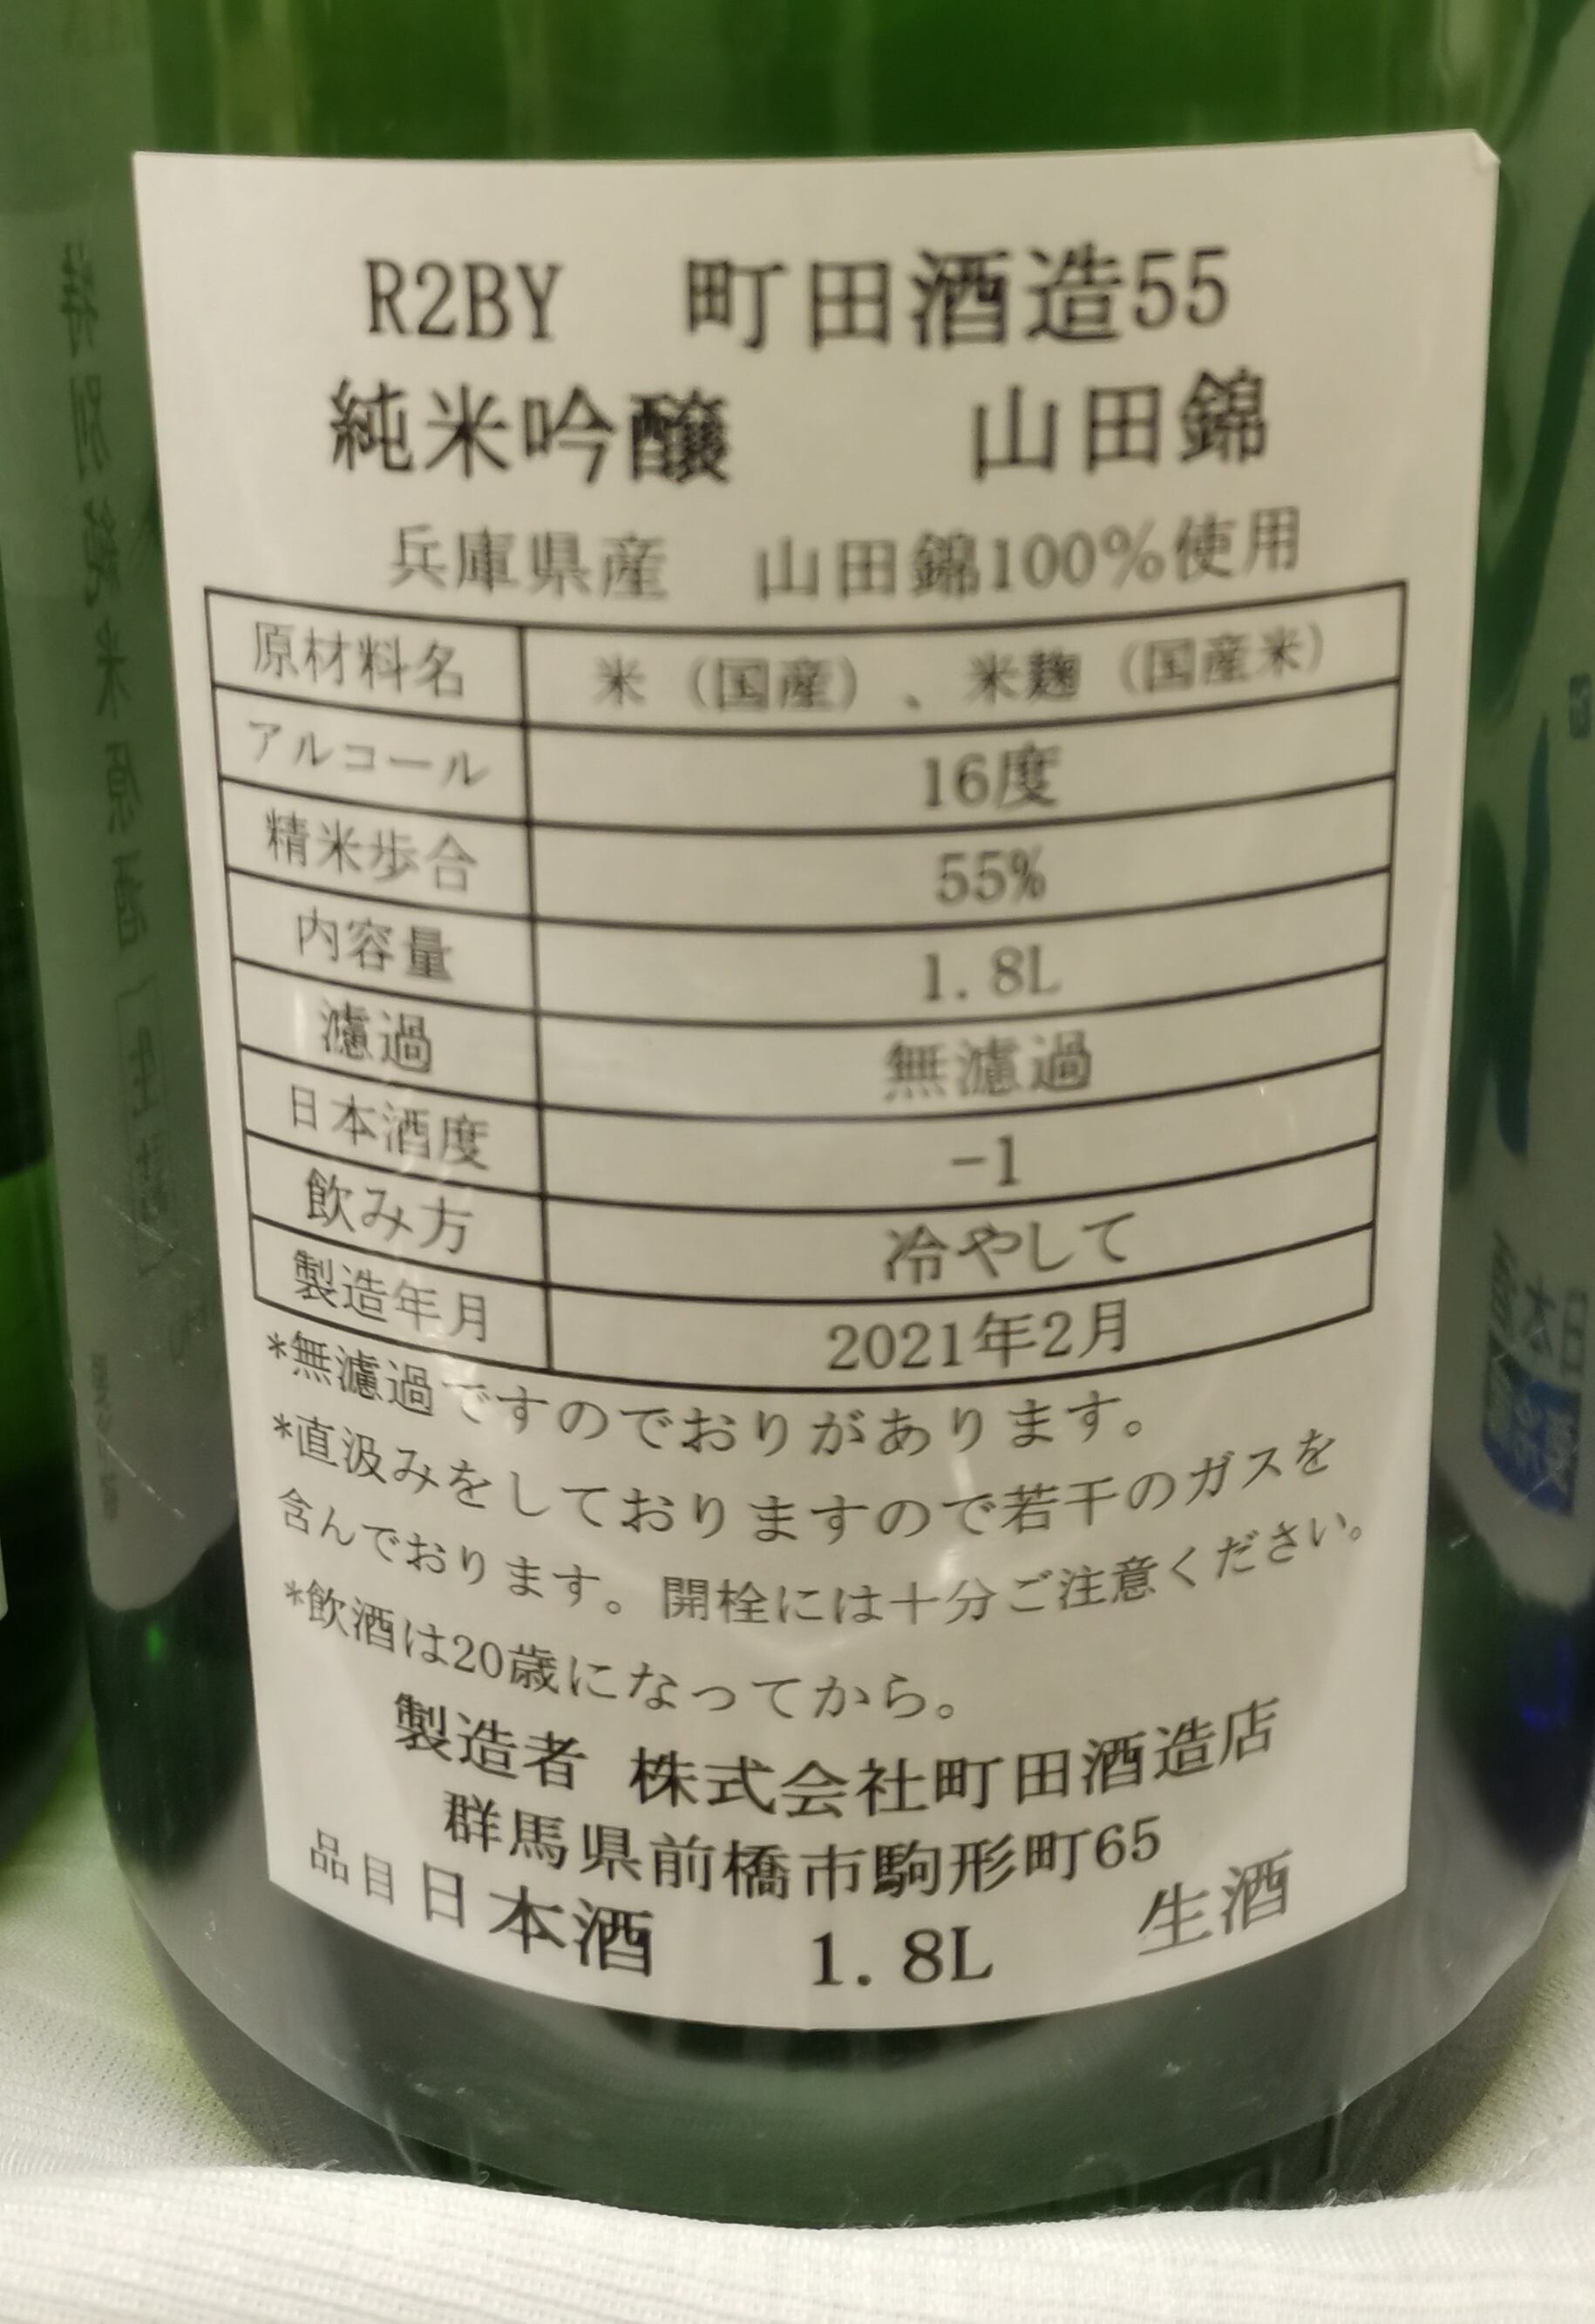 R2BY　町田酒造55
純米吟醸　　山田錦
兵庫県産　山田錦100%使用
原材料名　米（国産）、米麹（国産米）
アルコール　16度
精米歩合　55%
内容量　1.8L
濾過　無濾過
日本酒度　-1
飲み方　冷やして
製造年月　2021年2月
*無濾過ですのでおりがあります。
*直汲みをしておりますので若干のガスを
含んでおります。開栓には十分ご注意ください。
*飲酒は20歳になってから。
製造者 株式会社町田酒造店
群馬県前橋市駒形町65
品目 日本酒　1.8L　生酒
特別純米原酒